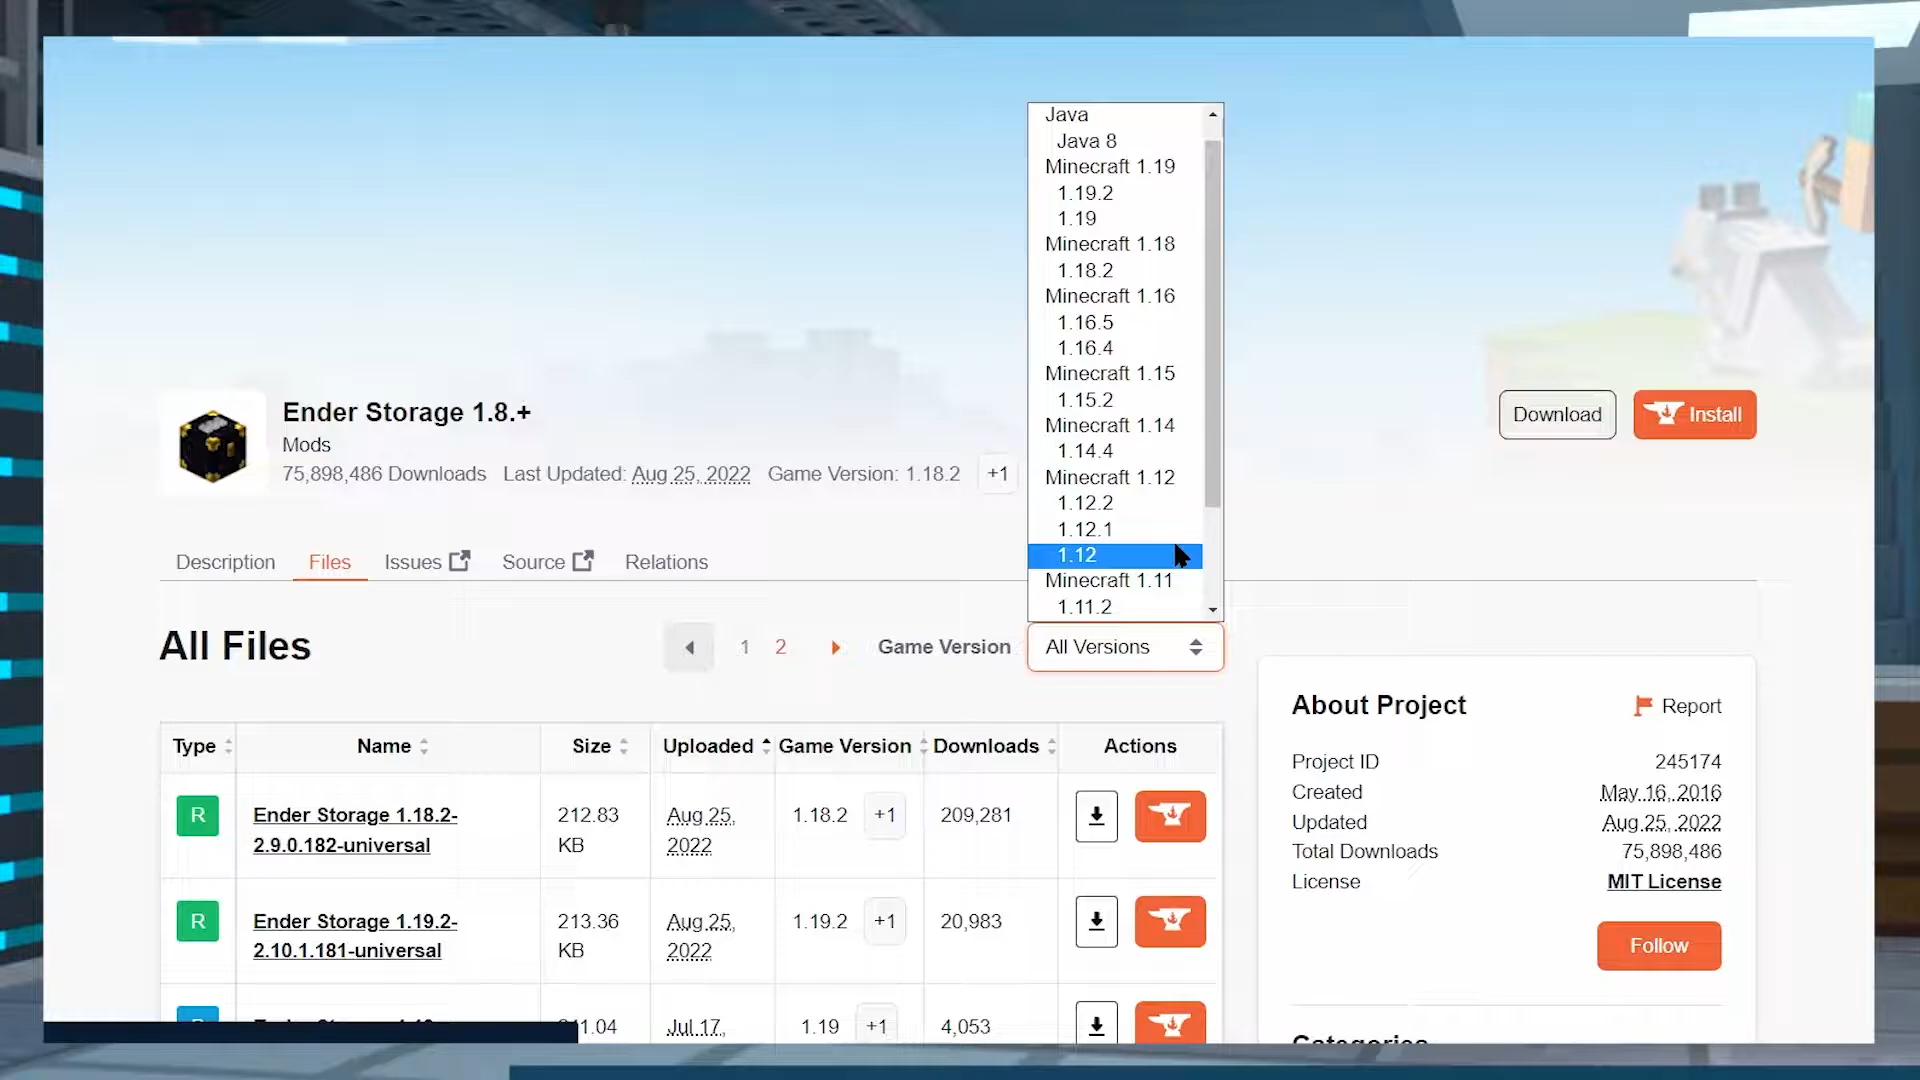 Java
Java 8
Minecraft 1.19
1.19.2
1.19
Minecraft 1.18
1.18.2
Minecraft 1.16
1.16.5
1.16.4
Minecraft 1.15
1.15.2
Minecraft 1.14
1.14.4
Minecraft 1.12
1.12.2
1.12.1
1.12
Minecraft 1.11
1.11.2
Ender Storage 1.8.+
Mods
75,898,486 Downloads Last Updated: Aug 25, 2022 Game Version: 1.18.2 +1
Download Install
Description Files Issues Source Relations
All Files
1 2 Game Version All Versions
Type Name Size Uploaded Game Version Downloads Actions
R Ender Storage 1.18.2-
2.9.0.182-universal
212.83
KB
Aug 25,
2022
1.18.2 +1 209,281
R Ender Storage 1.19.2-
2.10.1.181-universal
213.36
KB
Aug 25,
2022
1.19.2 +1 20,983
Jul 17, 1.19 +1 4,053
About Project Report
Project ID 245174
Created May 16, 2016
Updated Aug 25, 2022
Total Downloads 75,898,486
License MIT License
Follow
Categories